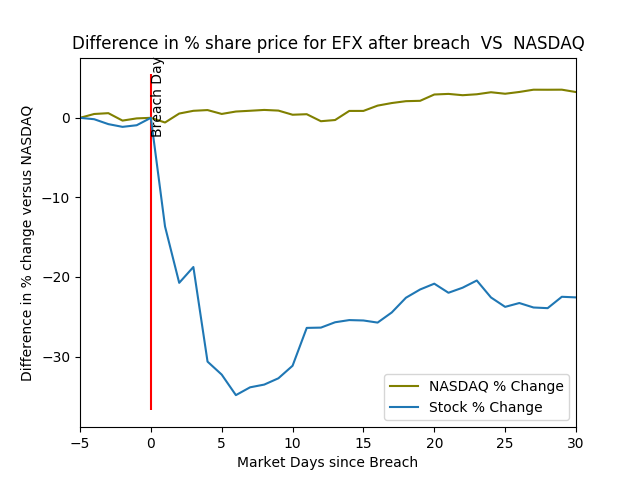 Difference in % share price for EFX after breach  VS  NASDAQ
Breach Day
Difference in % change versus NASDAQ
0
−10
−20
−30
NASDAQ % Change
Stock % Change
−5 0 5 10 15 20 25 30
Market Days since Breach